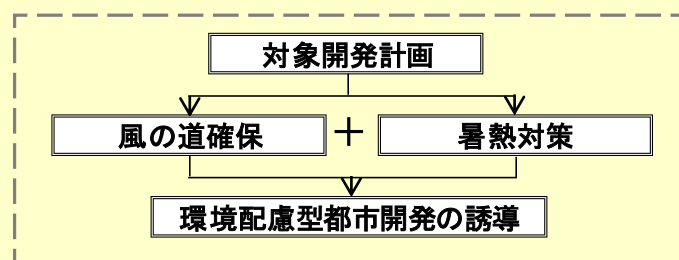 対象開発計画
風の道確保 + 暑熱対策
環境配慮型都市開発の誘導